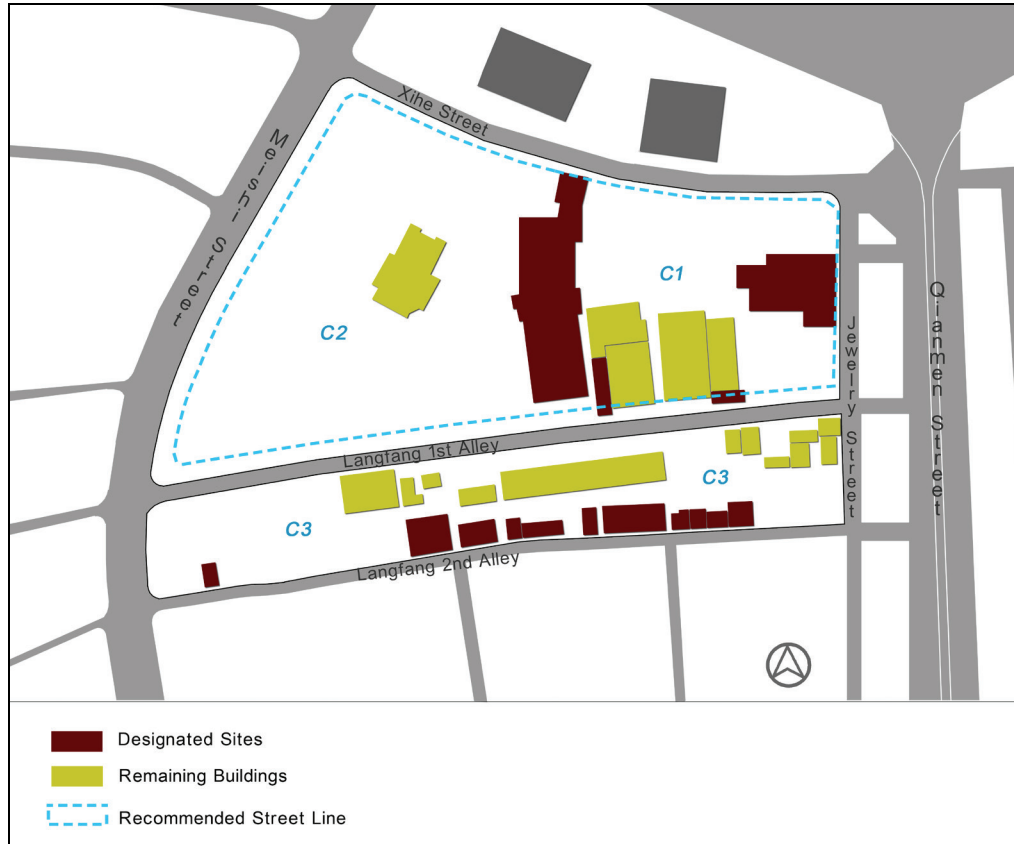 Xihe Street
Meishi Street
C1
C2
Qianmen Street
Jewelry Street
Langfang 1st Alley
C3
C3
Langfang 2nd Alley
Designated Sites
Remaining Buildings
Recommended Street Line